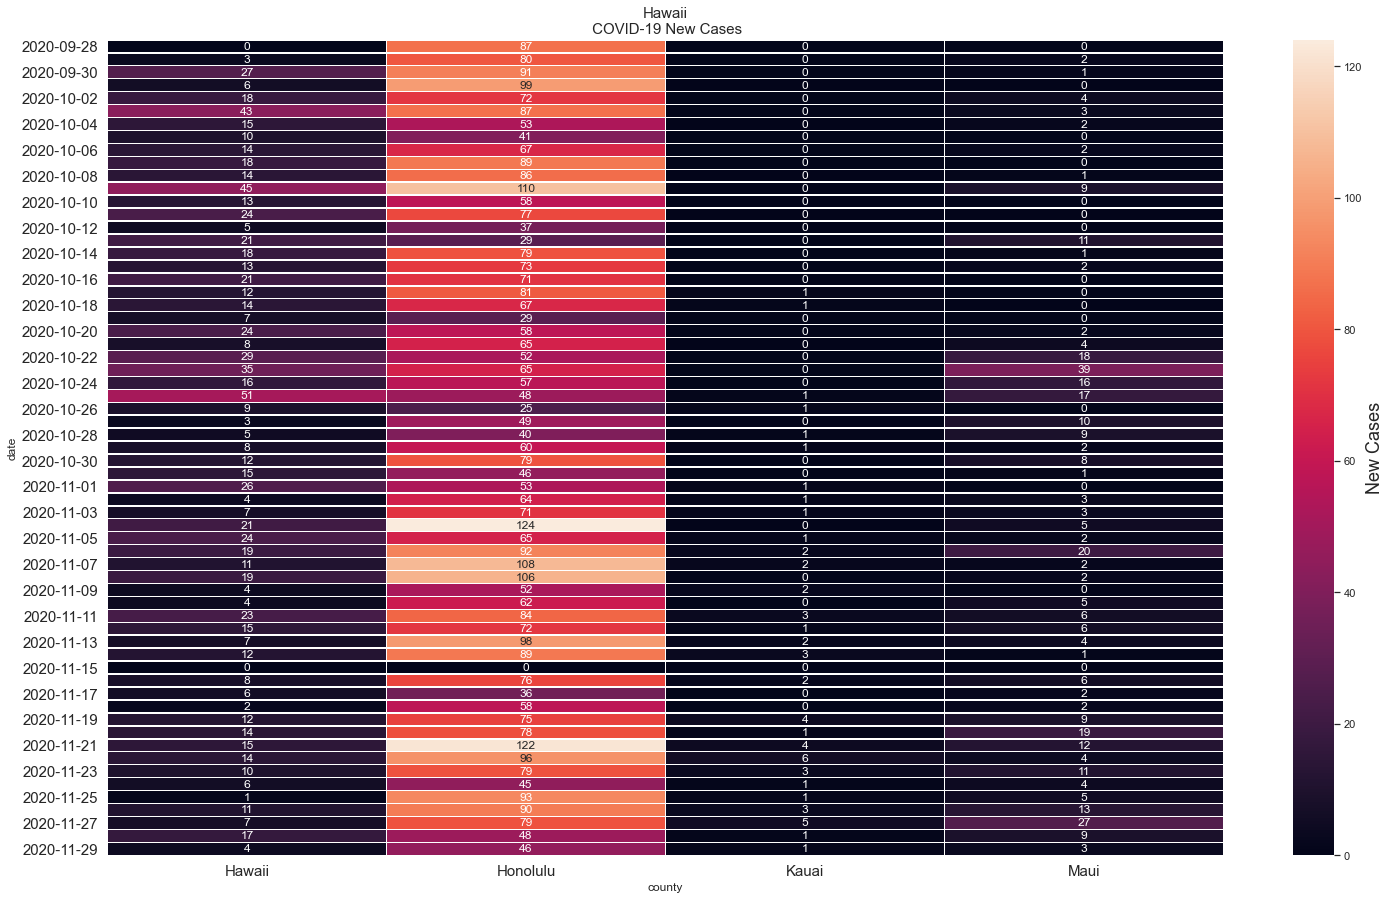 Hawaii
COVID-19 New Cases
2020-09-28 0 87 0 0
3 80 0 2
2020-09-30 27 91 0 1
6 99 0 0
2020-10-02 18 72 0 4
43 87 0 3
2020-10-04 15 53 0 2
10 41 0 0
2020-10-06 14 67 0 2
18 89 0 0
2020-10-08 14 86 0 1
45 110 0 9
2020-10-10 13 58 0 0
24 77 0 0
2020-10-12 5 37 0 0
21 29 0 11
2020-10-14 18 79 0 1
13 73 0 2
2020-10-16 21 71 0 0
12 81 1 0
2020-10-18 14 67 1 0
7 29 0 0
2020-10-20 24 58 0 2
8 65 0 4
2020-10-22 29 52 0 18
35 65 0 39
2020-10-24 16 57 0 16
51 48 1 17
2020-10-26 9 25 1 0
3 49 0 10
2020-10-28 5 40 1 9
8 60 1 2
2020-10-30 12 79 0 8
15 46 0 1
2020-11-01 26 53 1 0
4 64 1 3
2020-11-03 7 71 1 3
21 124 0 5
2020-11-05 24 65 1 2
19 92 2 20
2020-11-07 11 108 2 2
19 106 0 2
2020-11-09 4 52 2 0
4 62 0 5
2020-11-11 23 84 3 6
15 72 1 6
2020-11-13 7 98 2 4
12 89 3 1
2020-11-15 0 0 0 0
8 76 2 6
2020-11-17 6 36 0 2
2 58 0 2
2020-11-19 12 75 4 9
14 78 1 19
2020-11-21 15 122 4 12
14 96 6 4
2020-11-23 10 79 3 11
6 45 1 4
2020-11-25 1 93 1 5
11 90 3 13
2020-11-27 7 79 5 27
17 48 1 9
2020-11-29 4 46 1 3
Hawaii Honolulu Kauai Maui
county
date
120
100
80
60
40
20
0
New Cases